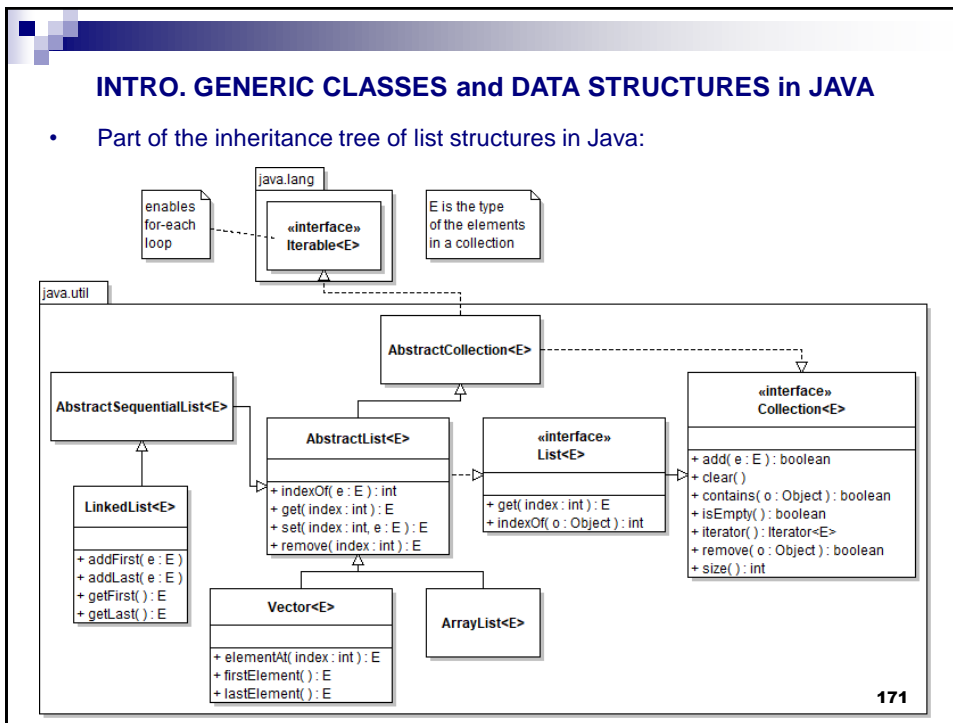 INTRO. GENERIC CLASSES and DATA STRUCTURES in JAVA
• Part of the inheritance tree of list structures in Java:
java.lang
enables
for-each
loop
«interface»
Iterable<E>
E is the type
of the elements
in a collection
java.util
AbstractCollection<E>
AbstractSequentialList<E>
AbstractList<E>
+ indexOf( e : E ) : int
+ get( index : int ) : E
+ set( index : int, e : E ) : E
+ remove( index : int ) : E
«interface»
List<E>
+ get( index : int ) : E
+ indexOf( o : Object ) : int
«interface»
Collection<E>
+ add( e : E ) : boolean
+ clear( )
+ contains( o : Object ) : boolean
+ isEmpty( ) : boolean
+ iterator( ) : Iterator<E>
+ remove( o : Object ) : boolean
+ size( ) : int
LinkedList<E>
+ addFirst( e : E )
+ addLast( e : E )
+ getFirst( ) : E
+ getLast( ) : E
Vector<E>
+ elementAt( index : int ) : E
+ firstElement( ) : E
+ lastElement( ) : E
ArrayList<E>
171